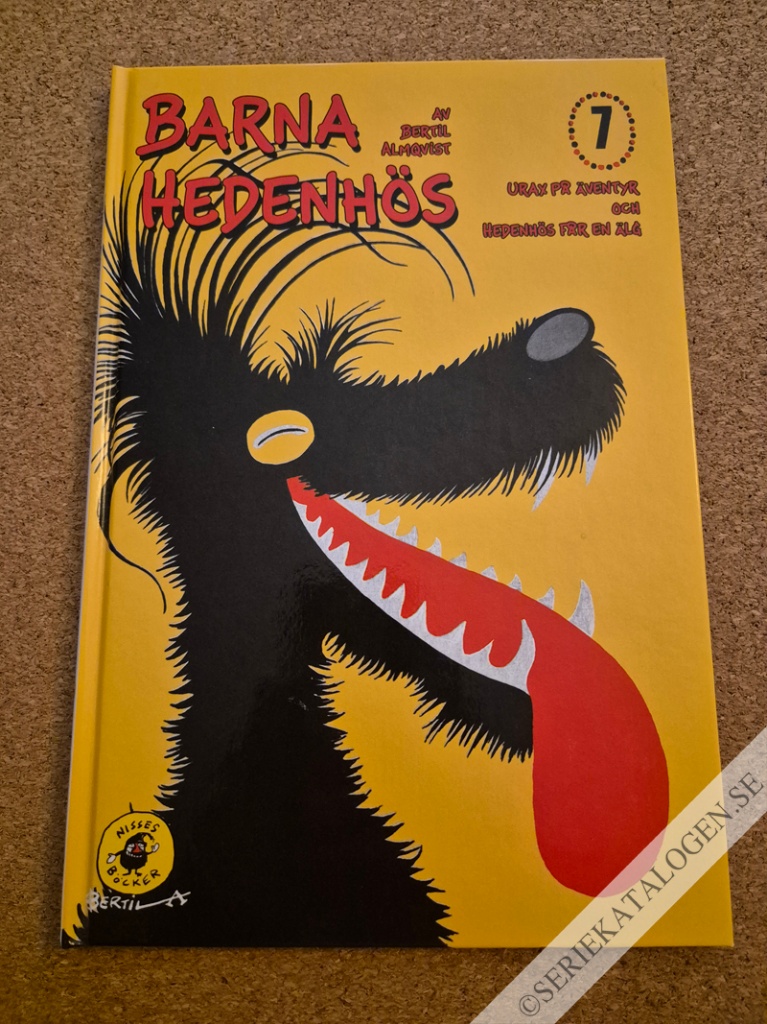 BARNA
HEDENHÖS
AV
BERTIL
ALMQVIST
7
URAX PÅ ÄVENTYR
OCH
HEDENHÖS FÅR EN ÄLG
NISSES
BÖCKER
BERTIL A
©SERIEKATALOGEN.SE